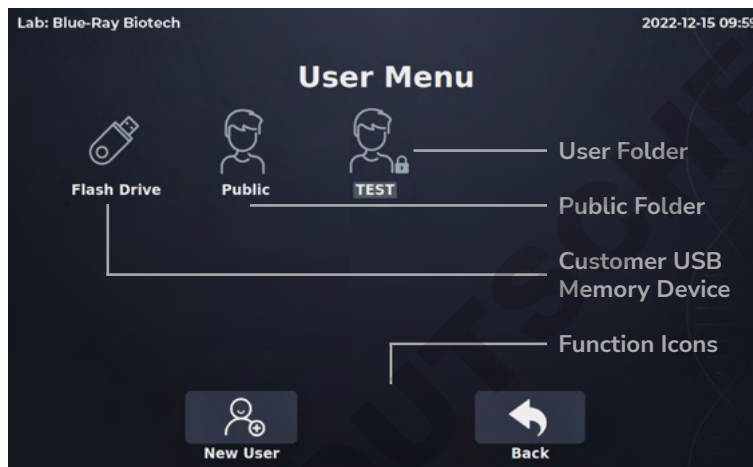 Lab: Blue-Ray Biotech
2022-12-15 09:59
User Menu
Flash Drive
Public
TEST
User Folder
Public Folder
Customer USB
Memory Device
Function Icons
New User
Back